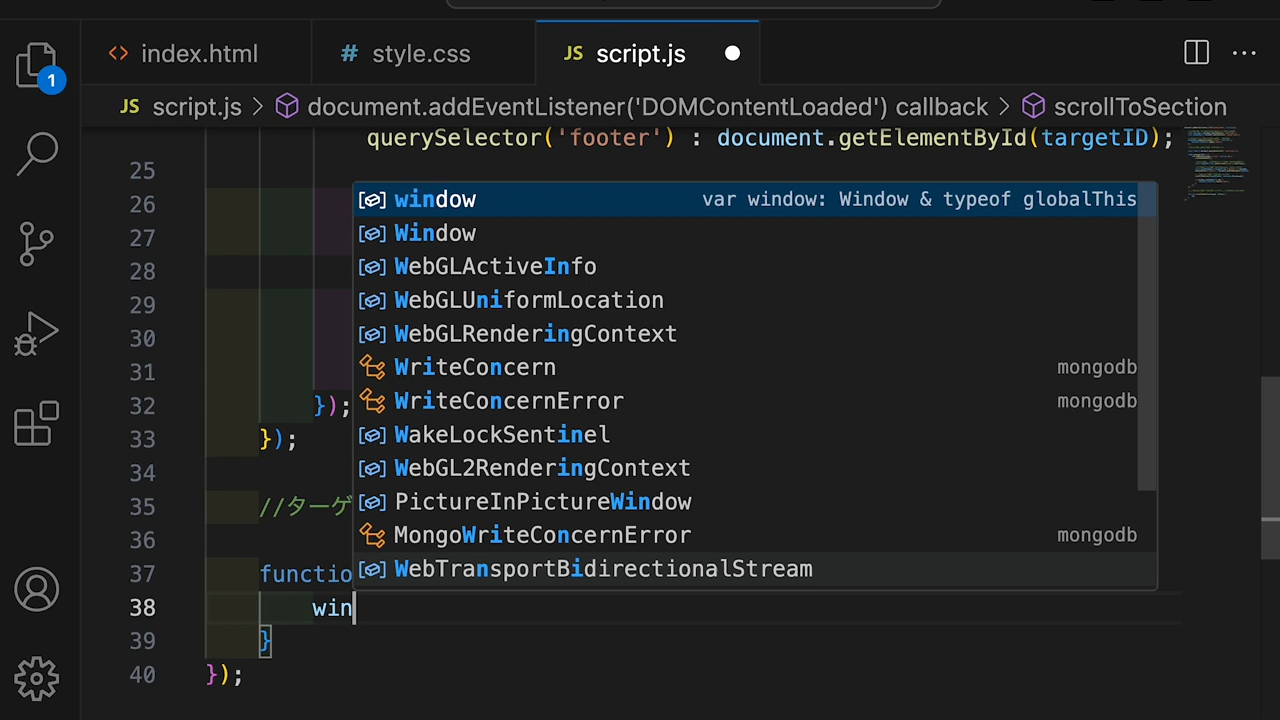 index.html
# style.css
JS script.js
1
JS script.js > document.addEventListener('DOMContentLoaded') callback > scrollToSection
querySelector('footer') : document.getElementById(targetID);
25
26
27
28
29
30
31
32 });
33 });
34
35 //ターゲ
36
37 functio
38 win
39 }
40 });
window var window: Window & typeof globalThis
Window
WebGLActiveInfo
WebGLUniformLocation
WebGLRenderingContext
WriteConcern mongodb
WriteConcernError mongodb
WakeLockSentinel
WebGL2RenderingContext
PictureInPictureWindow
MongoWriteConcernError mongodb
WebTransportBidirectionalStream